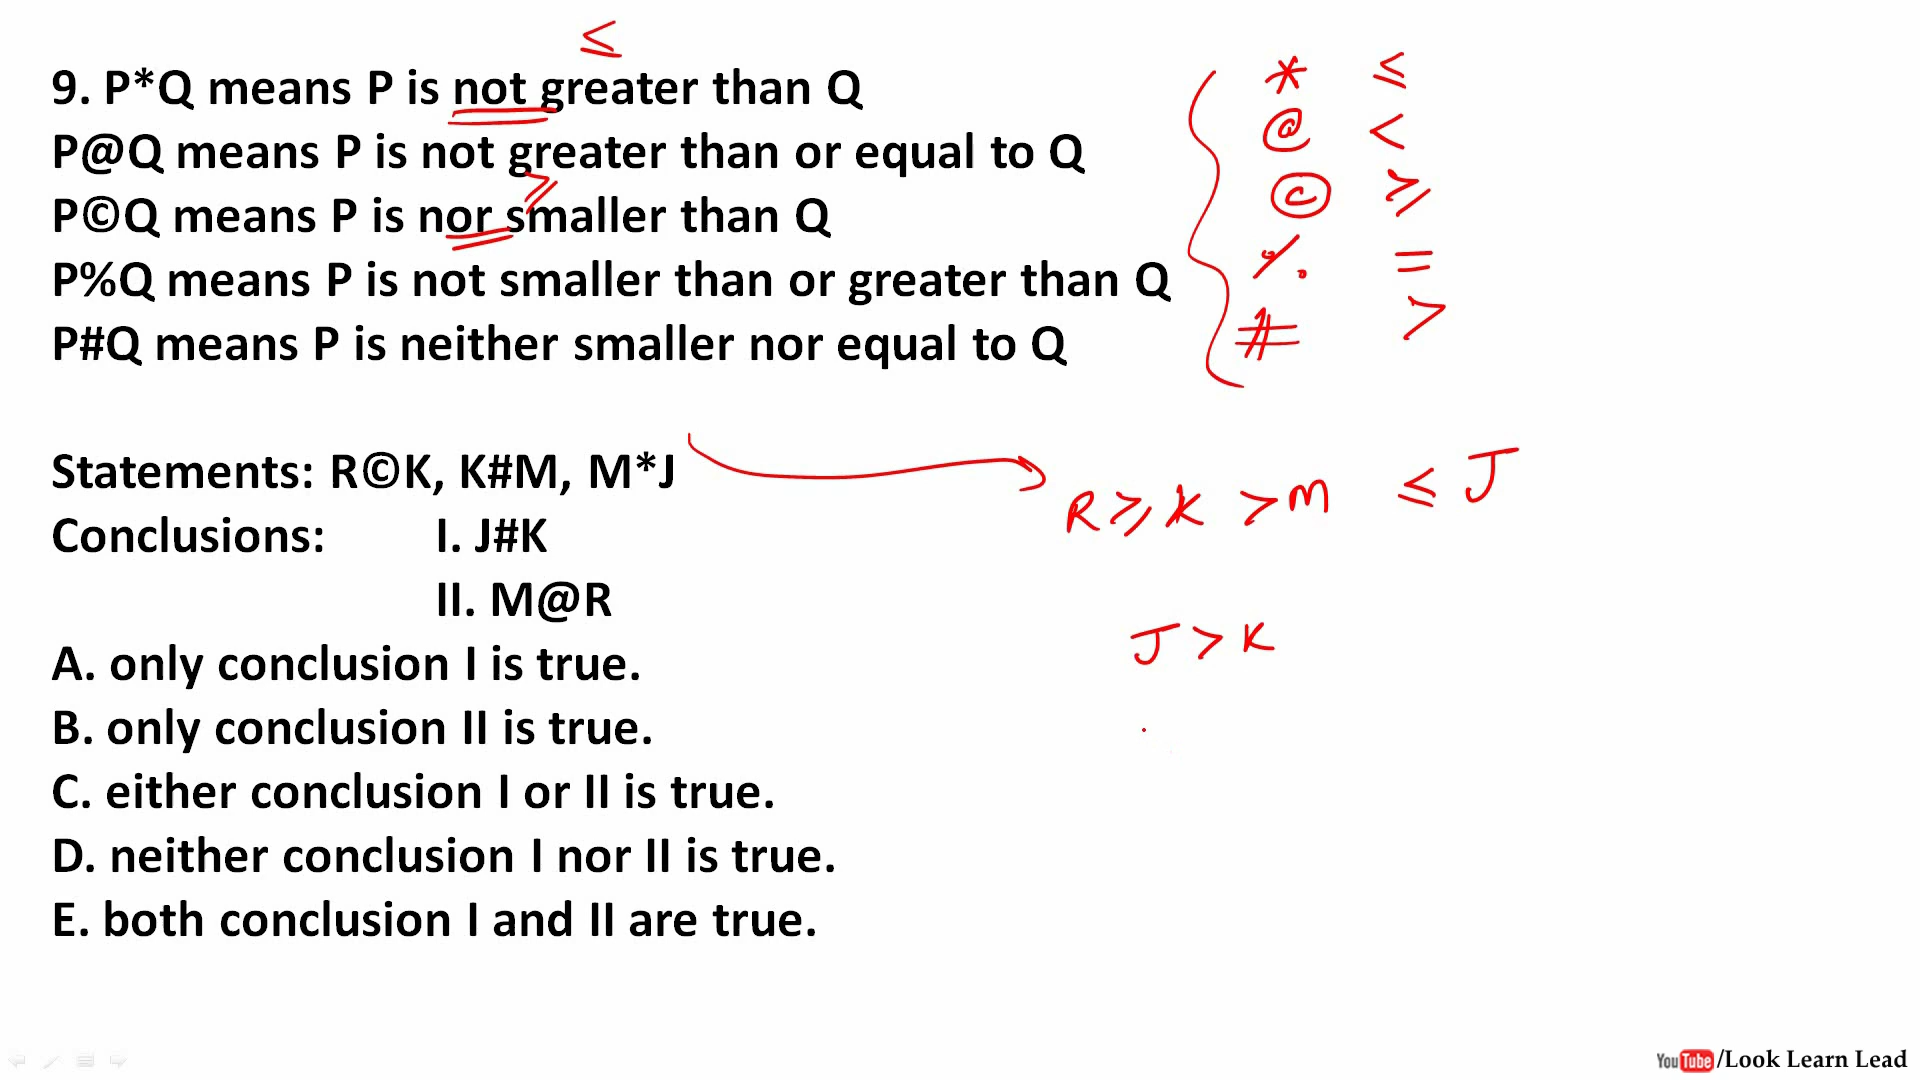 ≤
9. P*Q means P is not greater than Q
P@Q means P is not greater than or equal to Q
≥
P©Q means P is nor smaller than Q
P%Q means P is not smaller than or greater than Q
P#Q means P is neither smaller nor equal to Q
* ≤
@ <
© ≥
% =
# >
Statements: R©K, K#M, M*J
R ≥ K > M ≤ J
Conclusions: I. J#K
II. M@R
J > K
A. only conclusion I is true.
B. only conclusion II is true.
C. either conclusion I or II is true.
D. neither conclusion I nor II is true.
E. both conclusion I and II are true.
YouTube/Look Learn Lead